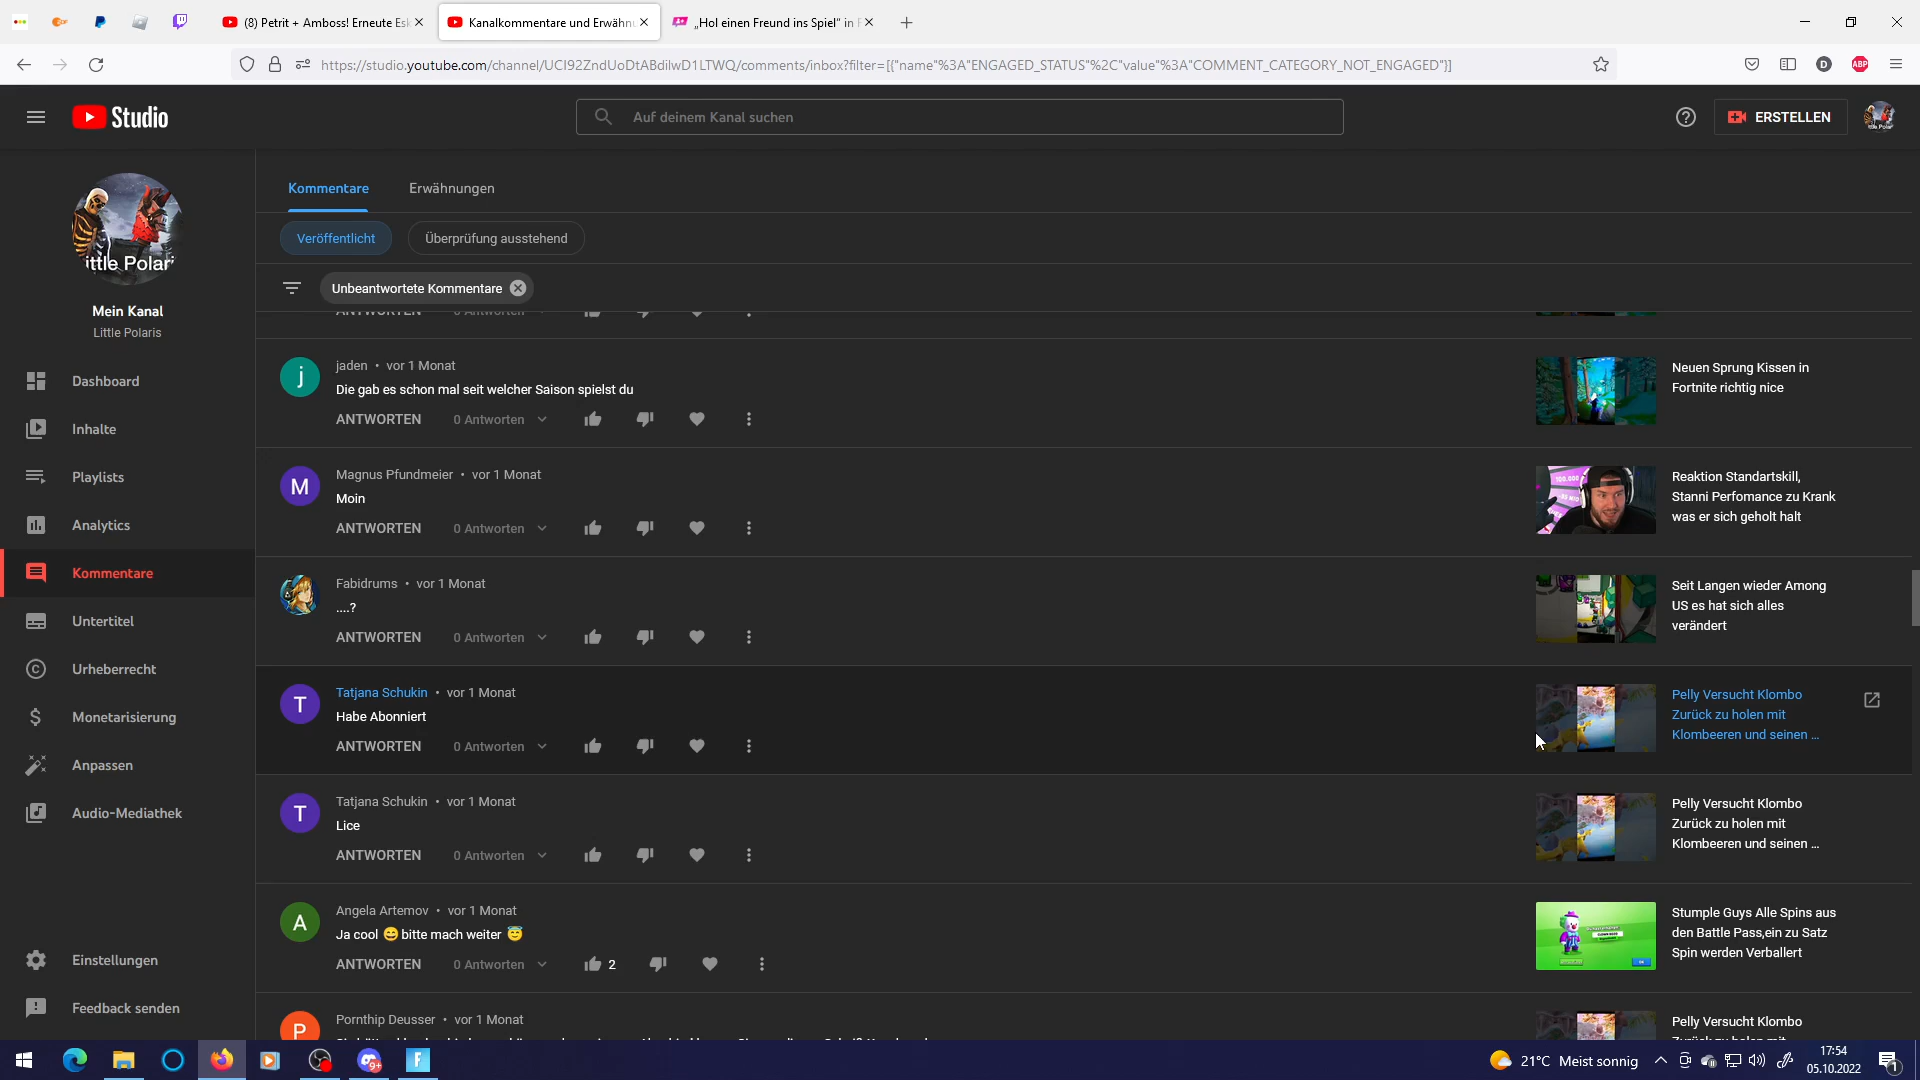 (8) Petrit + Amboss! Erneute Esk
Kanalkommentare und Erwähnu
„Hol einen Freund ins Spiel" in F
https://studio.youtube.com/channel/UCI92ZndUoDtABdilwD1LTWQ/comments/inbox?filter=[{"name"%3A"ENGAGED_STATUS"%2C"value"%3A"COMMENT_CATEGORY_NOT_ENGAGED"}]
D
ABP
Studio
Auf deinem Kanal suchen
ERSTELLEN
ittle Polari
Mein Kanal
Little Polaris
Dashboard
Inhalte
Playlists
Analytics
Kommentare
Untertitel
Urheberrecht
Monetarisierung
Anpassen
Audio-Mediathek
Einstellungen
Feedback senden
Kommentare
Erwähnungen
Veröffentlicht
Überprüfung ausstehend
Unbeantwortete Kommentare
ANTWORTEN 0 Antworten
j
jaden • vor 1 Monat
Die gab es schon mal seit welcher Saison spielst du
ANTWORTEN 0 Antworten
Neuen Sprung Kissen in
Fortnite richtig nice
M
Magnus Pfundmeier • vor 1 Monat
Moin
ANTWORTEN 0 Antworten
Reaktion Standartskill,
Stanni Perfomance zu Krank
was er sich geholt halt
Fabidrums • vor 1 Monat
....?
ANTWORTEN 0 Antworten
Seit Langen wieder Among
US es hat sich alles
verändert
T
Tatjana Schukin • vor 1 Monat
Habe Abonniert
ANTWORTEN 0 Antworten
Pelly Versucht Klombo
Zurück zu holen mit
Klombeeren und seinen ...
T
Tatjana Schukin • vor 1 Monat
Lice
ANTWORTEN 0 Antworten
Pelly Versucht Klombo
Zurück zu holen mit
Klombeeren und seinen ...
A
Angela Artemov • vor 1 Monat
Ja cool 😄 bitte mach weiter 😇
ANTWORTEN 0 Antworten 2
Stumple Guys Alle Spins aus
den Battle Pass,ein zu Satz
Spin werden Verballert
P
Pornthip Deusser • vor 1 Monat
Pelly Versucht Klombo
9+
21°C Meist sonnig
17:54
05.10.2022
1